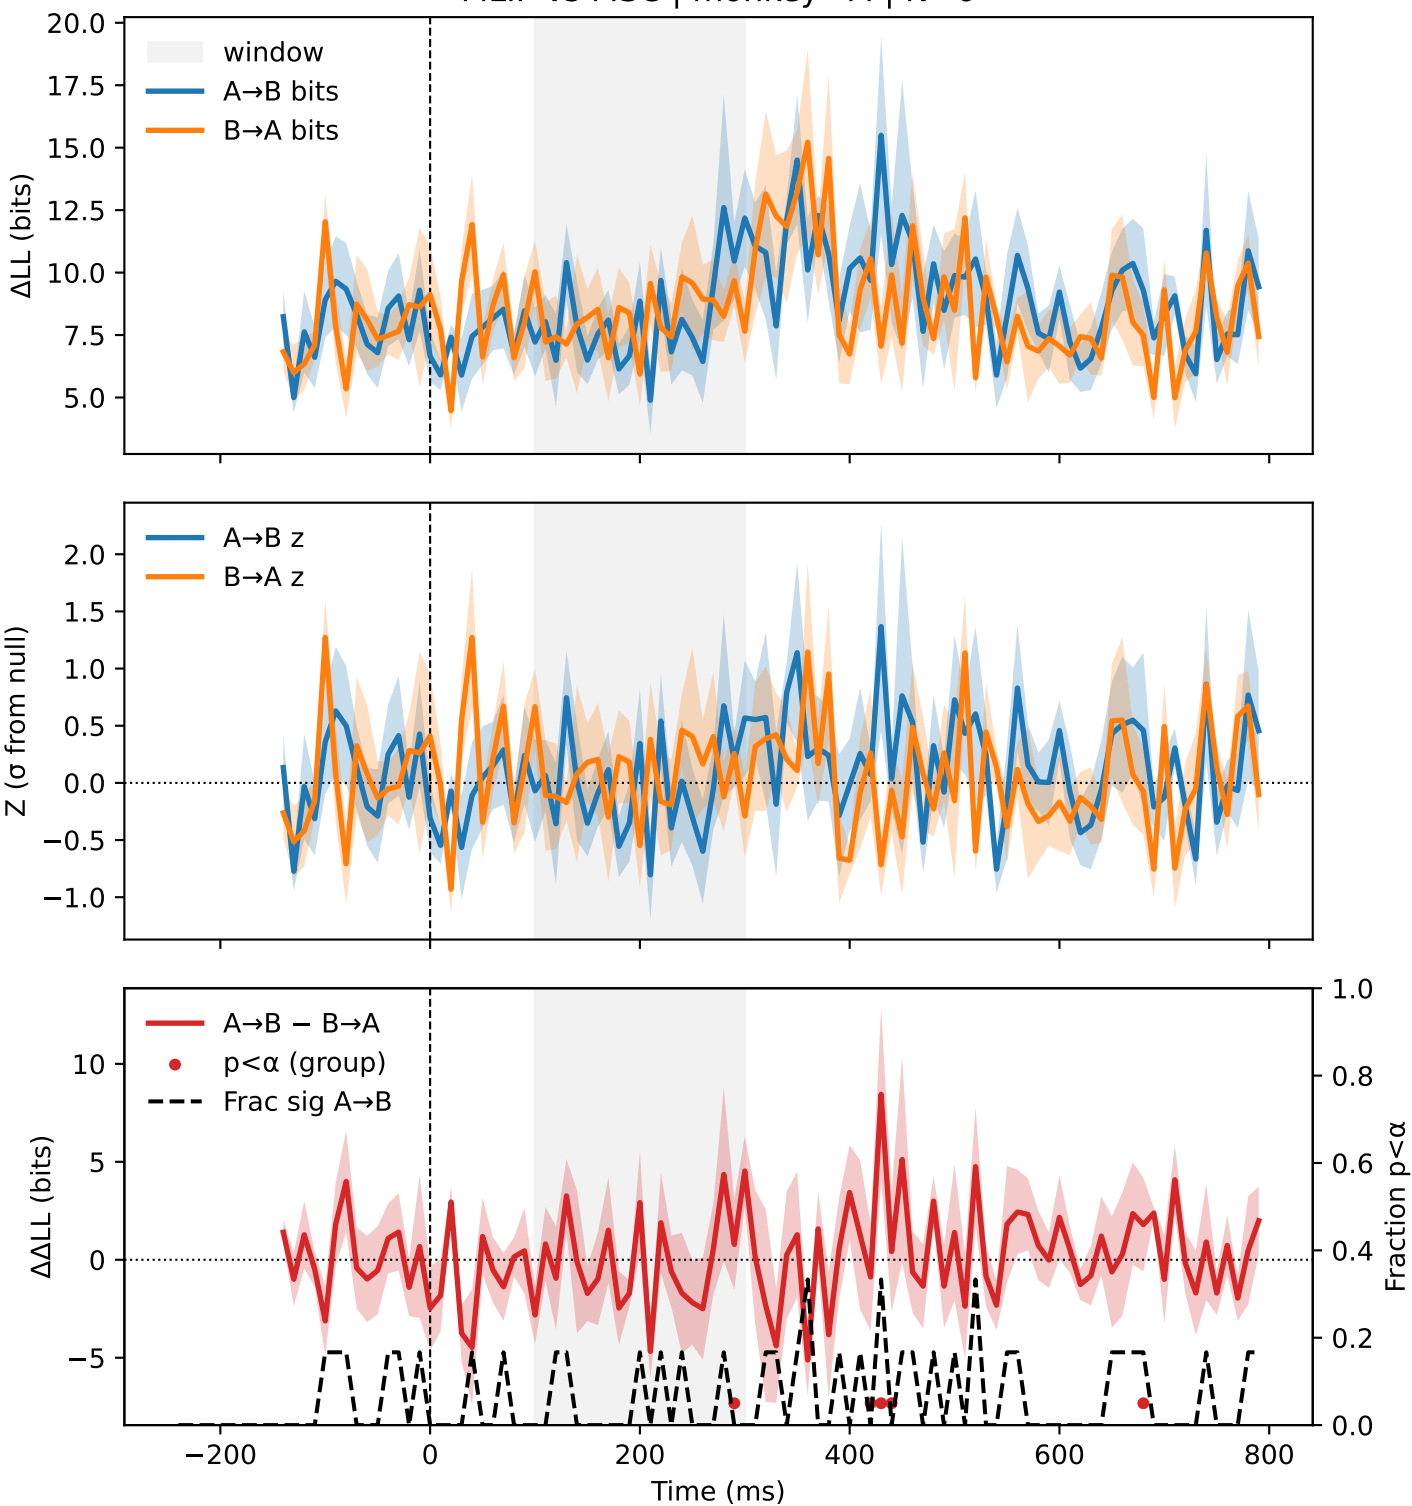 20.0
17.5
15.0
12.5
10.0
7.5
5.0
ΔLL (bits)
window
A→B bits
B→A bits
2.0
1.5
1.0
0.5
0.0
−0.5
−1.0
Z (σ from null)
A→B z
B→A z
10
5
0
−5
ΔΔLL (bits)
A→B − B→A
p<α (group)
Frac sig A→B
1.0
0.8
0.6
0.4
0.2
0.0
Fraction p<α
−200
0
200
400
600
800
Time (ms)